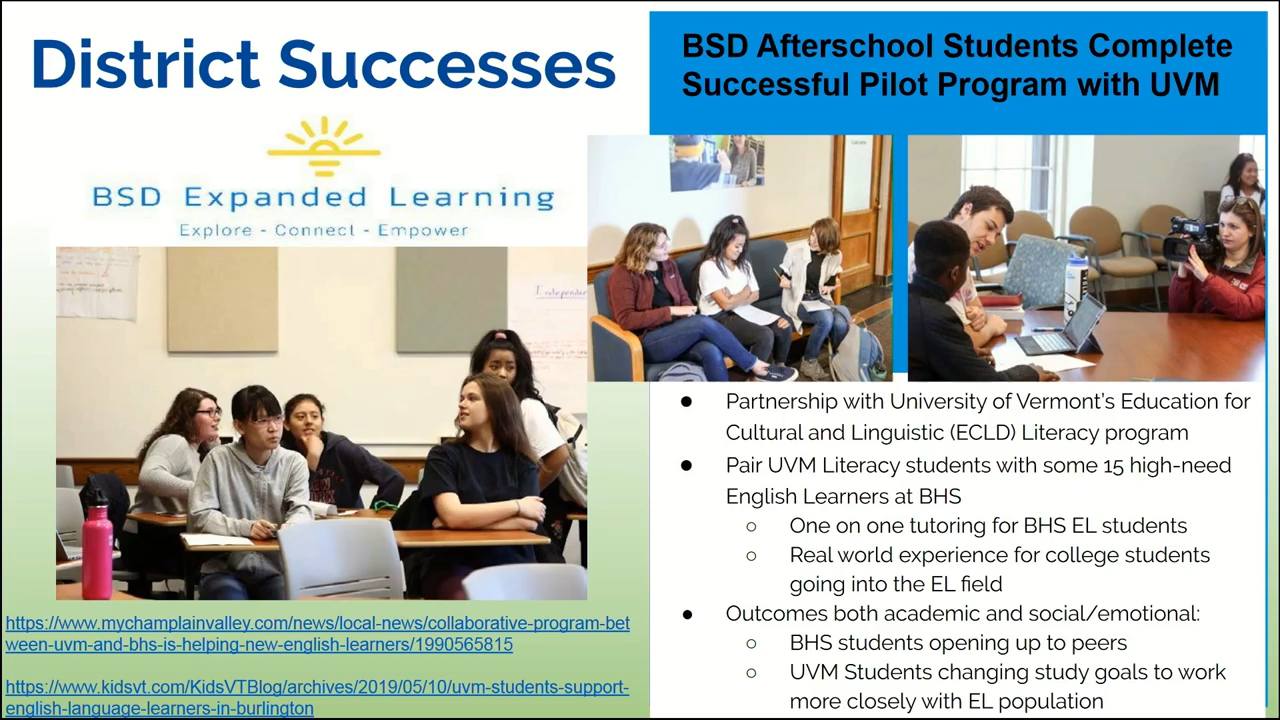 District Successes
BSD Expanded Learning
Explore - Connect - Empower
BSD Afterschool Students Complete
Successful Pilot Program with UVM
● Partnership with University of Vermont's Education for
Cultural and Linguistic (ECLD) Literacy program
● Pair UVM Literacy students with some 15 high-need
English Learners at BHS
○ One on one tutoring for BHS EL students
○ Real world experience for college students
going into the EL field
● Outcomes both academic and social/emotional:
○ BHS students opening up to peers
○ UVM Students changing study goals to work
more closely with EL population
https://www.mychamplainvalley.com/news/local-news/collaborative-program-bet
ween-uvm-and-bhs-is-helping-new-english-learners/1990565815
https://www.kidsvt.com/KidsVTBlog/archives/2019/05/10/uvm-students-support-
english-language-learners-in-burlington